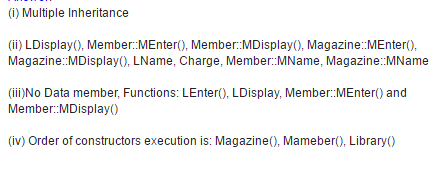 (i) Multiple Inheritance
(ii) LDisplay(), Member::MEnter(), Member::MDisplay(), Magazine::MEnter(),
Magazine::MDisplay(), LName, Charge, Member::MName, Magazine::MName
(iii)No Data member, Functions: LEnter(), LDisplay, Member::MEnter() and
Member::MDisplay()
(iv) Order of constructors execution is: Magazine(), Mameber(), Library()